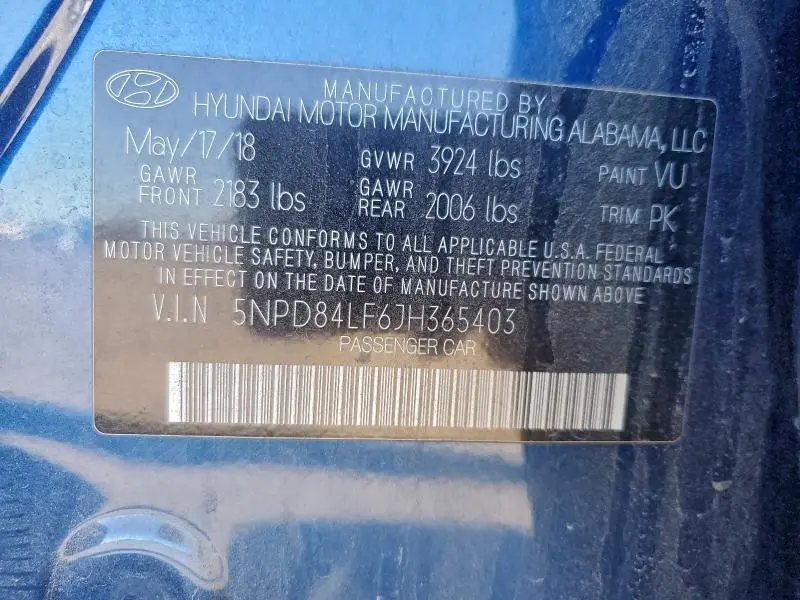 MANUFACTURED BY
HYUNDAI MOTOR MANUFACTURING ALABAMA, LLC
May/17/18 GVWR 3924 lbs PAINT VU
GAWR FRONT 2183 lbs GAWR REAR 2006 lbs TRIM PK
THIS VEHICLE CONFORMS TO ALL APPLICABLE U.S.A. FEDERAL
MOTOR VEHICLE SAFETY, BUMPER, AND THEFT PREVENTION STANDARDS
IN EFFECT ON THE DATE OF MANUFACTURE SHOWN ABOVE.
V.I.N 5NPD84LF6JH365403
PASSENGER CAR